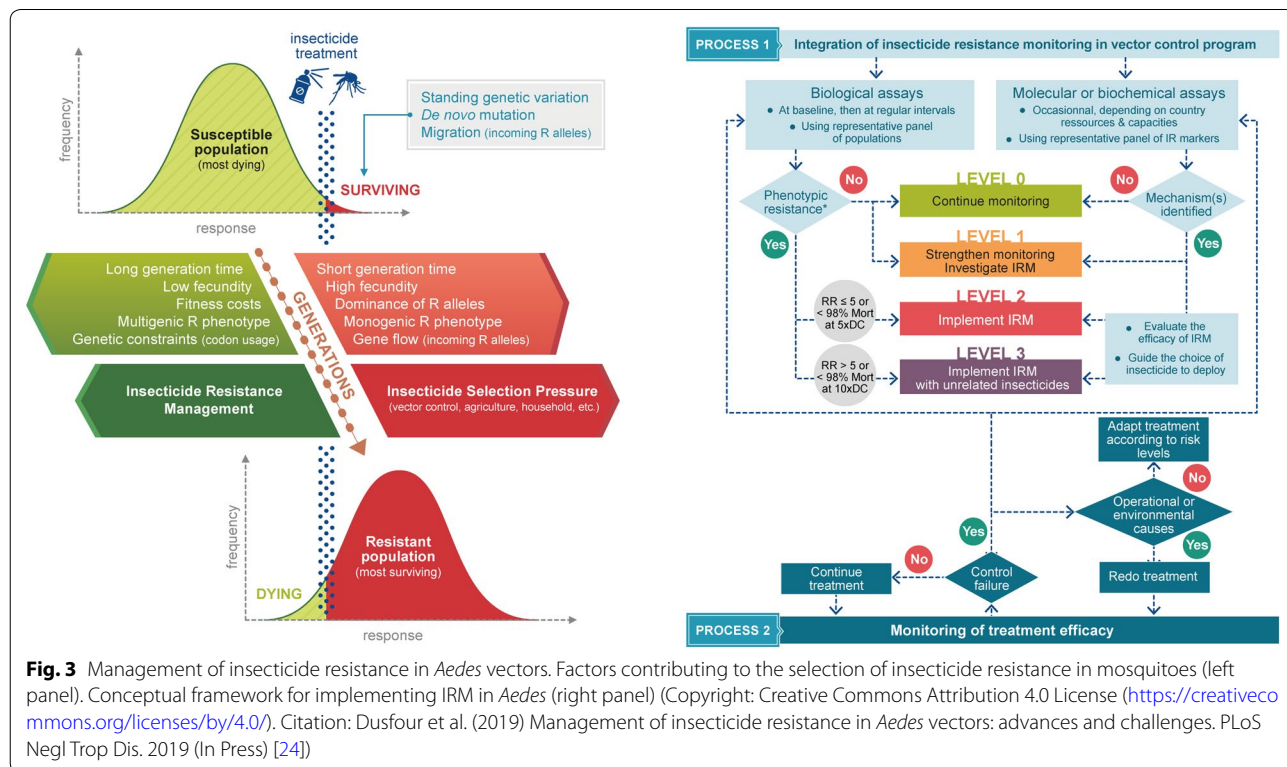 insecticide
treatment
frequency
Susceptible
population
(most dying)
Standing genetic variation
De novo mutation
Migration (incoming R alleles)
SURVIVING
response
Long generation time
Low fecundity
Fitness costs
Multigenic R phenotype
Genetic constraints (codon usage)
GENERATIONS
Short generation time
High fecundity
Dominance of R alleles
Monogenic R phenotype
Gene flow (incoming R alleles)
Insecticide Resistance
Management
Insecticide Selection Pressure
(vector control, agriculture, household, etc.)
frequency
Resistant
population
(most surviving)
DYING
response
PROCESS 1
Integration of insecticide resistance monitoring in vector control program
Biological assays
● At baseline, then at regular intervals
● Using representative panel
of populations
Molecular or biochemical assays
● Occasionnal, depending on country
ressources & capacities
● Using representative panel of IR markers
Phenotypic
resistance*
No
Yes
LEVEL 0
Continue monitoring
No
Mechanism(s)
identified
Yes
LEVEL 1
Strengthen monitoring
Investigate IRM
RR ≤ 5 or
< 98% Mort
at 5xDC
LEVEL 2
Implement IRM
RR > 5 or
< 98% Mort
at 10xDC
LEVEL 3
Implement IRM
with unrelated insecticides
● Evaluate the
efficacy of IRM
● Guide the choice of
insecticide to deploy
Adapt treatment
according to risk
levels
No
Operational or
environmental
causes
Yes
Redo treatment
Yes
Control
failure
No
Continue
treatment
PROCESS 2
Monitoring of treatment efficacy
Fig. 3 Management of insecticide resistance in Aedes vectors. Factors contributing to the selection of insecticide resistance in mosquitoes (left
panel). Conceptual framework for implementing IRM in Aedes (right panel) (Copyright: Creative Commons Attribution 4.0 License (https://creativeco
mmons.org/licenses/by/4.0/). Citation: Dusfour et al. (2019) Management of insecticide resistance in Aedes vectors: advances and challenges. PLoS
Negl Trop Dis. 2019 (In Press) [24])